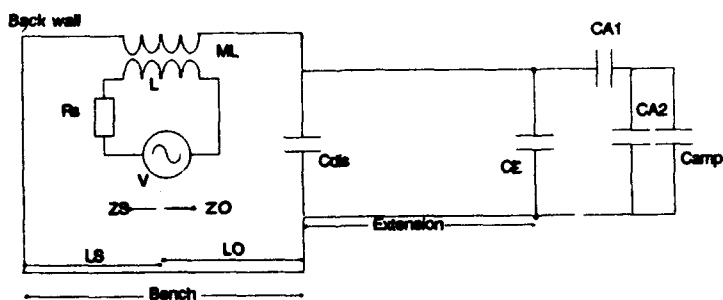 Back wall
CA1
ML
L
Rs
CA2
Cdis
CE
Camp
V
ZS
ZO
Extension
LS
LO
Bench